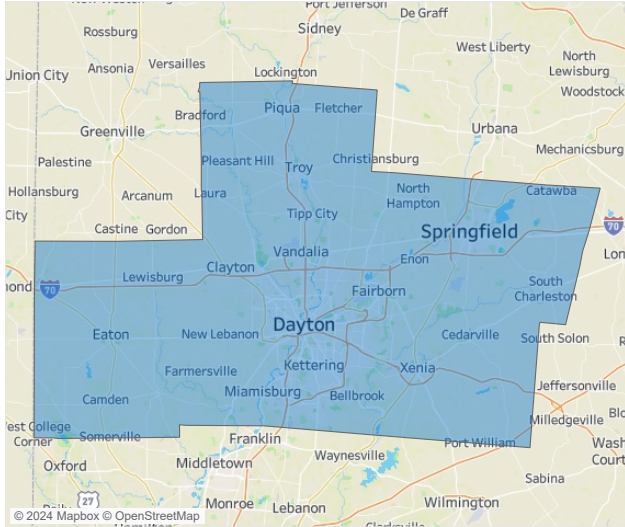 Port Jefferson
De Graff
Rossburg
Sidney
West Liberty
Versailles
North
Lewisburg
Union City
Ansonia
Lockington
Woodstock
Piqua
Fletcher
Bradford
Greenville
Urbana
Mechanicsburg
Palestine
Pleasant Hill
Troy
Christiansburg
Hollansburg
Arcanum
Laura
North
Hampton
Catawba
City
Tipp City
Castine
Gordon
Springfield
70
Vandalia
Enon
Clayton
Lewisburg
70
Fairborn
South
Charleston
Dayton
Eaton
New Lebanon
Cedarville
South Solon
Kettering
Xenia
Farmersville
Jeffersonville
Miamisburg
Bellbrook
Camden
Milledgeville
West College
Corner
Somerville
Franklin
Port William
Waynesville
Oxford
Middletown
Sabina
27
Monroe
Lebanon
Wilmington
© 2024 Mapbox © OpenStreetMap